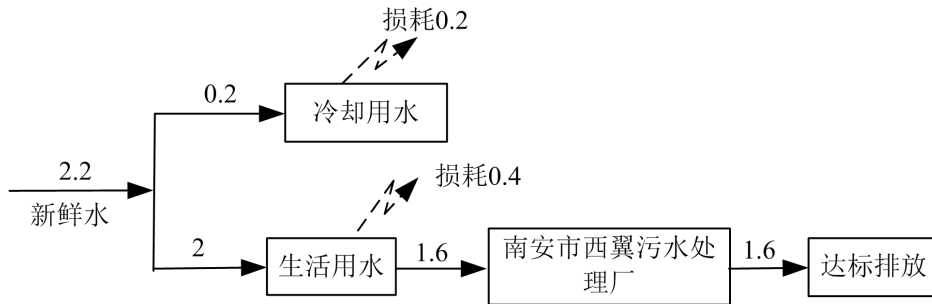 损耗0.2
0.2
冷却用水
2.2
新鲜水
损耗0.4
2
生活用水
1.6
南安市西翼污水处
理厂
1.6
达标排放